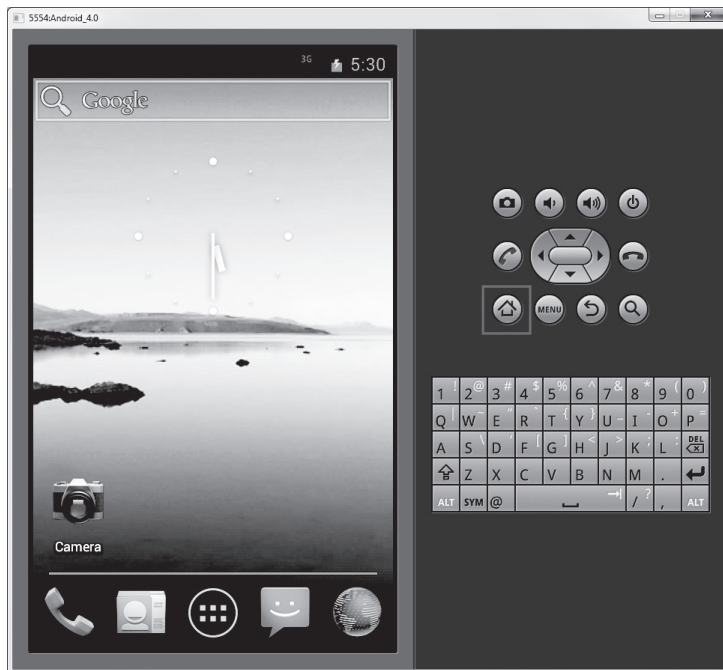 5554:Android_4.0
3G 5:30
Google
Camera
MENU
1 ! 2 @ 3 # 4 $ 5 % 6 ^ 7 & 8 * 9 ( 0 )
Q | W ~ E " R ` T { Y } U _ I - O + P =
A S \ D ' F [ G ] H < J > K ; L : DEL
Z X C V B N M .
ALT SYM @ / ? , ALT